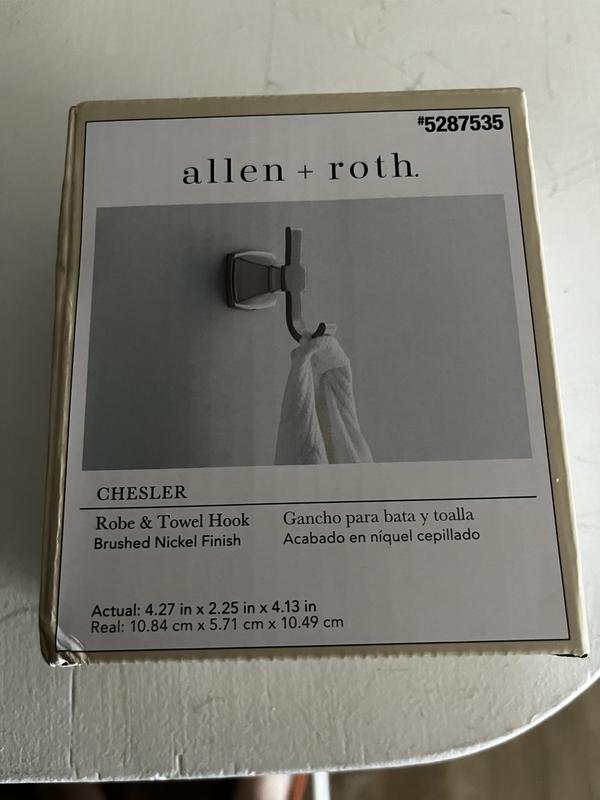 #5287535
allen + roth.
CHESLER
Robe & Towel Hook
Brushed Nickel Finish
Gancho para bata y toalla
Acabado en níquel cepillado
Actual: 4.27 in x 2.25 in x 4.13 in
Real: 10.84 cm x 5.71 cm x 10.49 cm